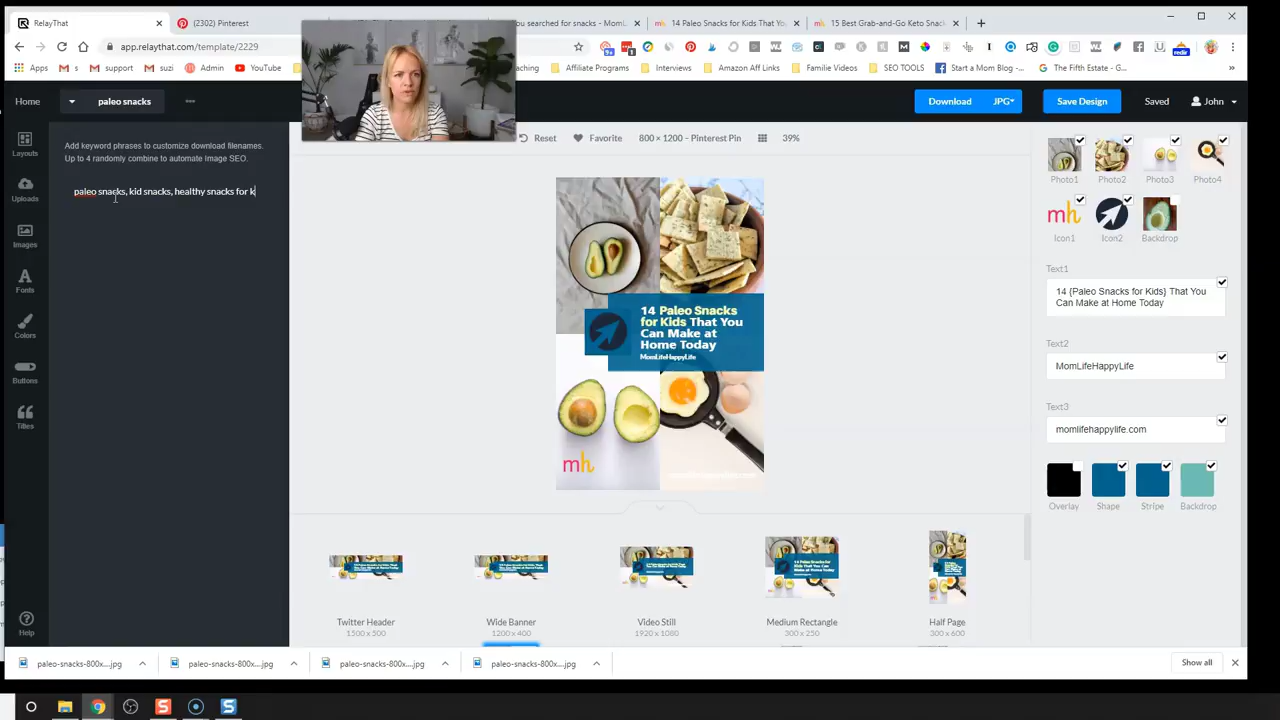 RelayThat
(2302) Pinterest
you searched for snacks - MomL
14 Paleo Snacks for Kids That Yo
15 Best Grab-and-Go Keto Snack
app.relaythat.com/template/2229
Apps
s
support
suzi
Admin
YouTube
Affiliate Programs
Interviews
Amazon Aff Links
Familie Videos
SEO TOOLS
Start a Mom Blog -...
The Fifth Estate - G...
Home
paleo snacks
Download
JPG
Save Design
Saved
John
Layouts
Uploads
Images
Fonts
Colors
Buttons
Titles
Help
Add keyword phrases to customize download filenames.
Up to 4 randomly combine to automate Image SEO.
paleo snacks, kid snacks, healthy snacks for k
Reset
Favorite
800 × 1200 – Pinterest Pin
39%
14 Paleo Snacks
for Kids That You
Can Make at
Home Today
MomLifeHappyLife
mh
Twitter Header
1500 x 500
Wide Banner
1200 x 400
Video Still
1920 x 1080
Medium Rectangle
300 x 250
Half Page
300 x 600
Photo1
Photo2
Photo3
Photo4
mh
Icon1
Icon2
Backdrop
Text1
14 {Paleo Snacks for Kids} That You
Can Make at Home Today
Text2
MomLifeHappyLife
Text3
momlifehappylife.com
Overlay
Shape
Stripe
Backdrop
paleo-snacks-800x....jpg
paleo-snacks-800x....jpg
paleo-snacks-800x....jpg
paleo-snacks-800x....jpg
Show all